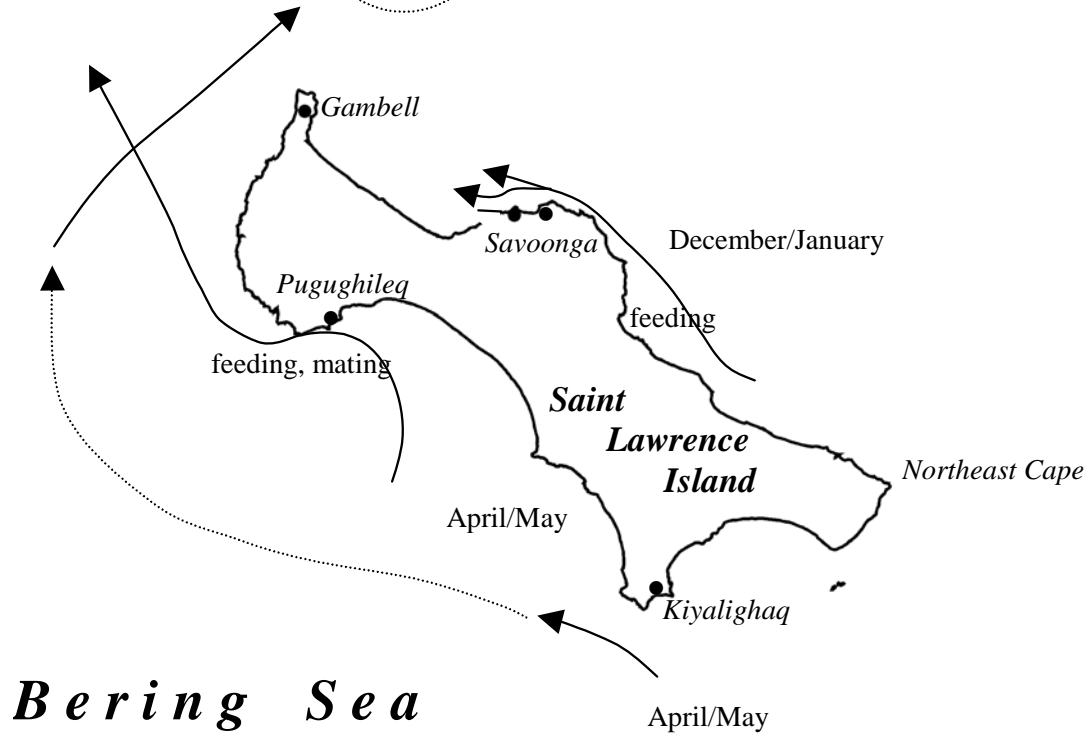 Gambell
Savoonga
December/January
Pugughileq
feeding
feeding, mating
Saint
Lawrence
Island
Northeast Cape
April/May
Kiyalighaq
Bering Sea
April/May